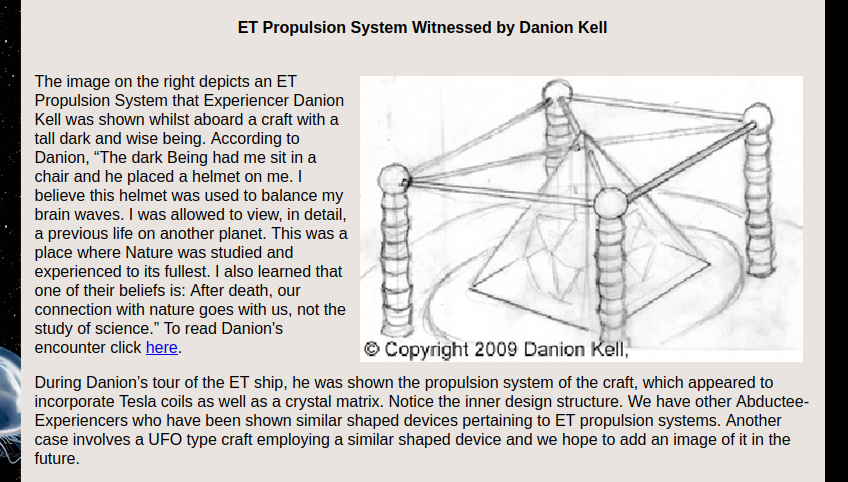 ET Propulsion System Witnessed by Danion Kell
The image on the right depicts an ET
Propulsion System that Experiencer Danion
Kell was shown whilst aboard a craft with a
tall dark and wise being. According to
Danion, “The dark Being had me sit in a
chair and he placed a helmet on me. I
believe this helmet was used to balance my
brain waves. I was allowed to view, in detail,
a previous life on another planet. This was a
place where Nature was studied and
experienced to its fullest. I also learned that
one of their beliefs is: After death, our
connection with nature goes with us, not the
study of science.” To read Danion's
encounter click here.
© Copyright 2009 Danion Kell,
During Danion’s tour of the ET ship, he was shown the propulsion system of the craft, which appeared to
incorporate Tesla coils as well as a crystal matrix. Notice the inner design structure. We have other Abductee-
Experiencers who have been shown similar shaped devices pertaining to ET propulsion systems. Another
case involves a UFO type craft employing a similar shaped device and we hope to add an image of it in the
future.